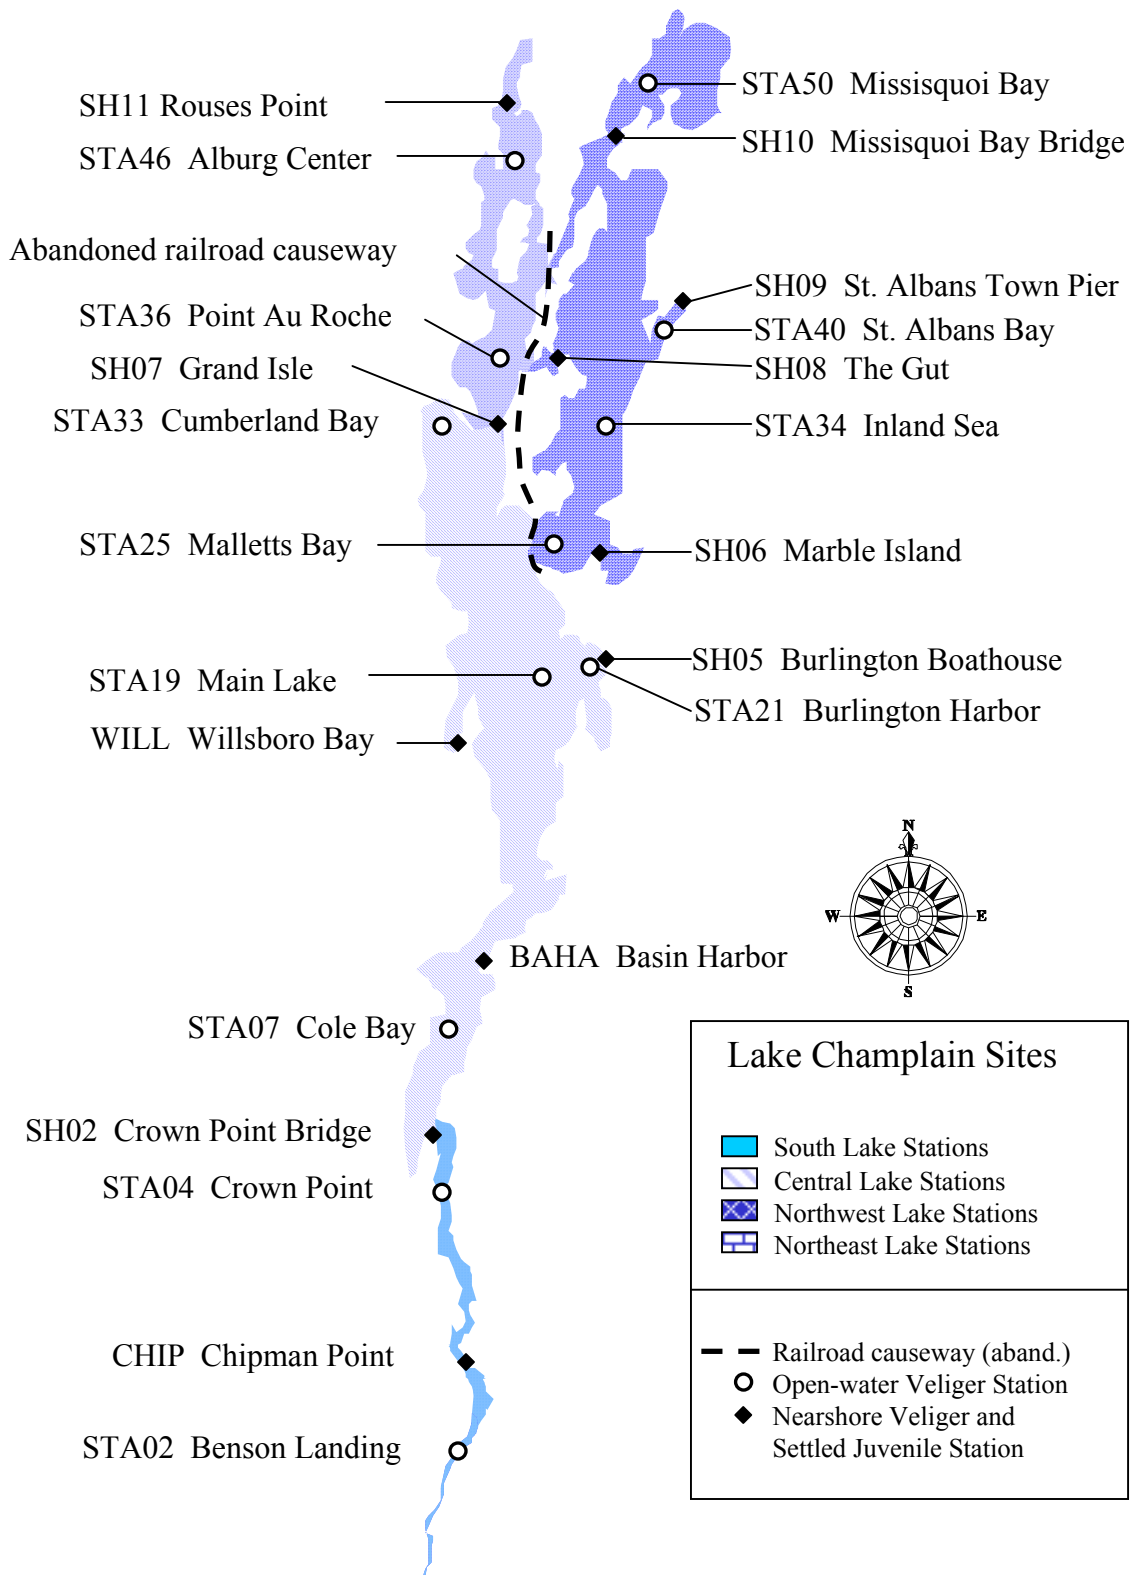 STA50 Missisquoi Bay
SH11 Rouses Point
SH10 Missisquoi Bay Bridge
STA46 Alburg Center
Abandoned railroad causeway
SH09 St. Albans Town Pier
STA36 Point Au Roche
STA40 St. Albans Bay
SH07 Grand Isle
SH08 The Gut
STA33 Cumberland Bay
STA34 Inland Sea
STA25 Malletts Bay
SH06 Marble Island
SH05 Burlington Boathouse
STA19 Main Lake
STA21 Burlington Harbor
WILL Willsboro Bay
N
W
E
S
BAHA Basin Harbor
STA07 Cole Bay
Lake Champlain Sites
SH02 Crown Point Bridge
South Lake Stations
Central Lake Stations
STA04 Crown Point
Northwest Lake Stations
Northeast Lake Stations
CHIP Chipman Point
Railroad causeway (aband.)
Open-water Veliger Station
Nearshore Veliger and
Settled Juvenile Station
STA02 Benson Landing